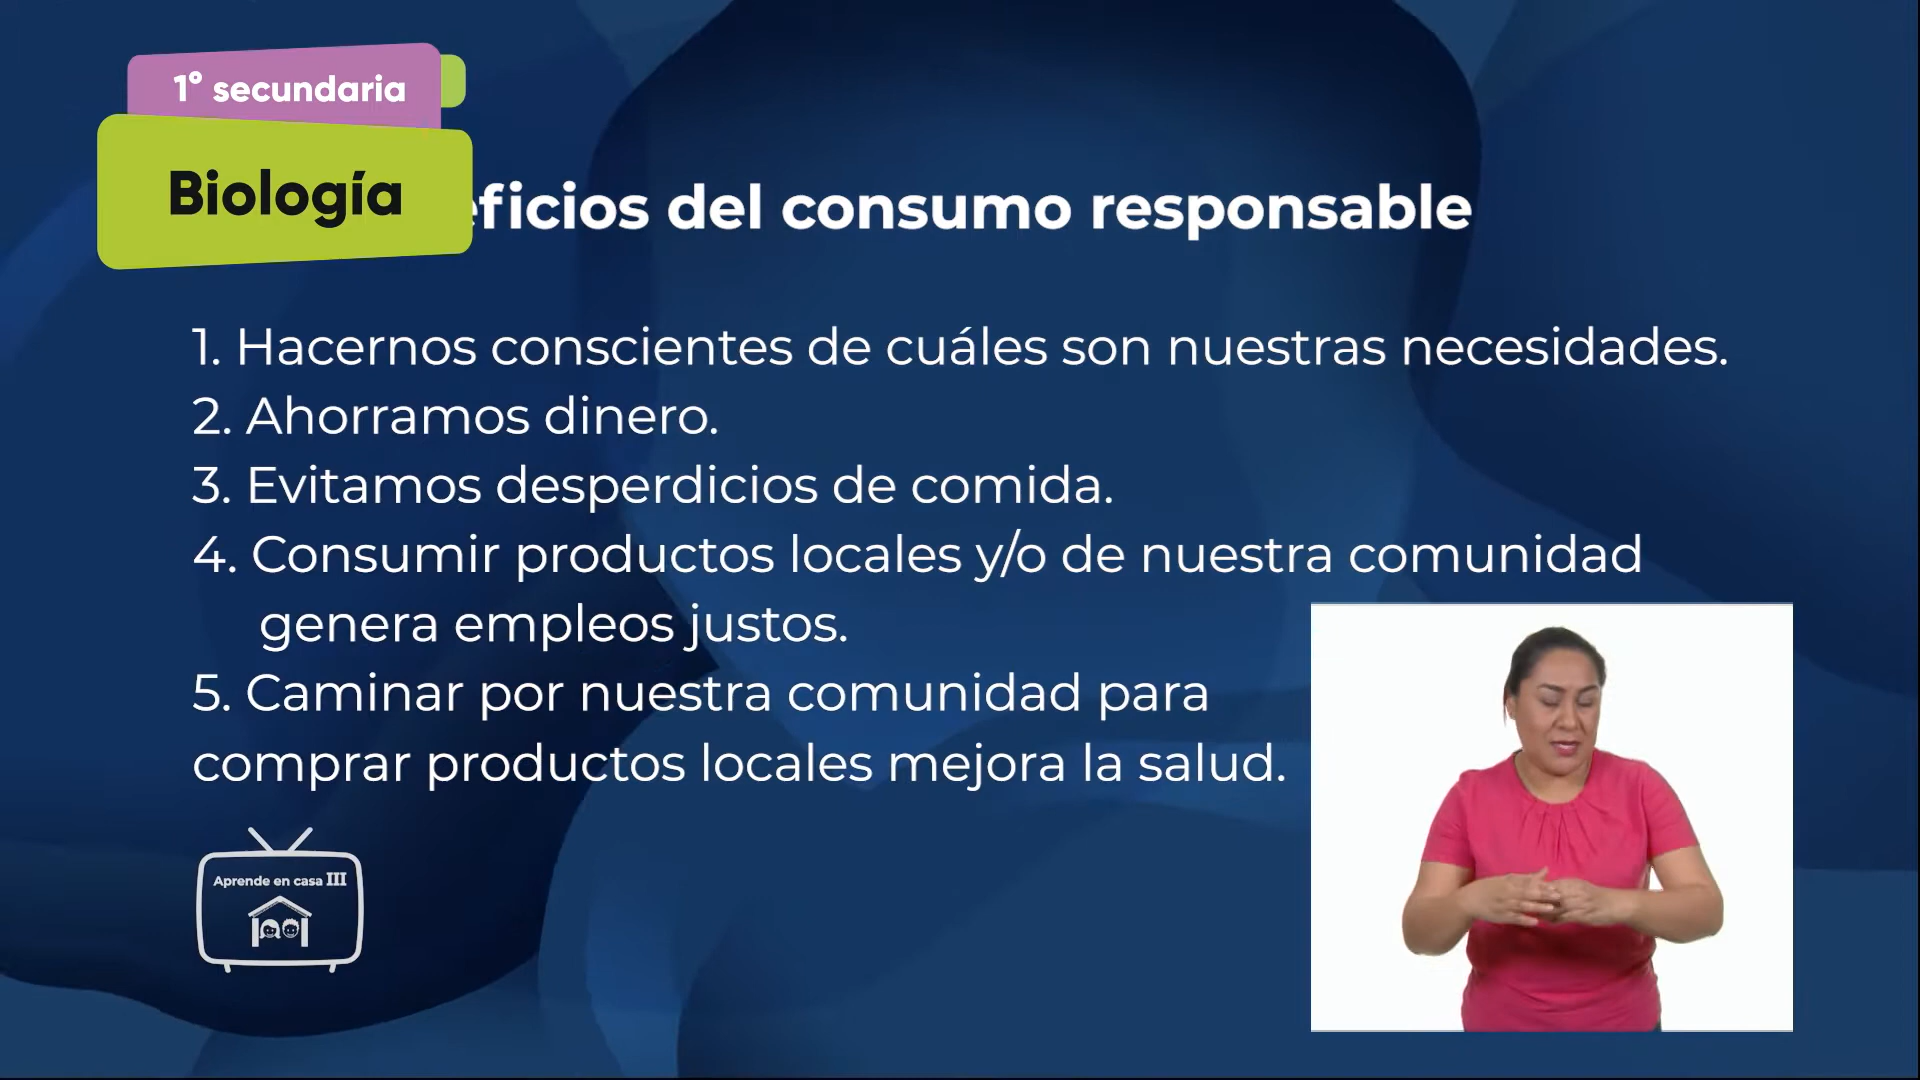 1° secundaria
Biología
eficios del consumo responsable
1. Hacernos conscientes de cuáles son nuestras necesidades.
2. Ahorramos dinero.
3. Evitamos desperdicios de comida.
4. Consumir productos locales y/o de nuestra comunidad
genera empleos justos.
5. Caminar por nuestra comunidad para
comprar productos locales mejora la salud.
Aprende en casa III